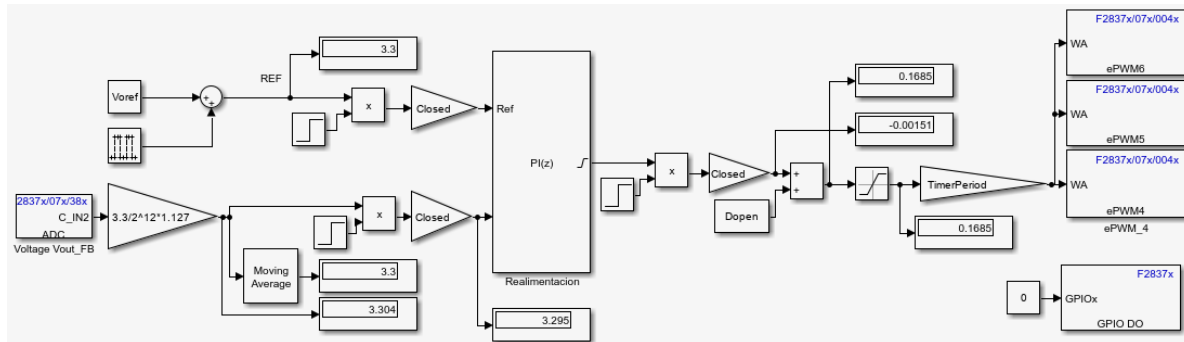 3.3
REF
Voref
+
+
x
Closed
Ref
PI(z)
Realimentacion
2837x/07x/38x
C_IN2
ADC
Voltage Vout_FB
3.3/2^12*1.127
x
Closed
Moving
Average
3.3
3.304
3.295
x
Closed
+
+
Dopen
0.1685
-0.00151
0.1685
TimerPeriod
F2837x/07x/004x
WA
ePWM6
F2837x/07x/004x
WA
ePWM5
F2837x/07x/004x
WA
ePWM4
ePWM_4
0
F2837x
GPIOx
GPIO DO